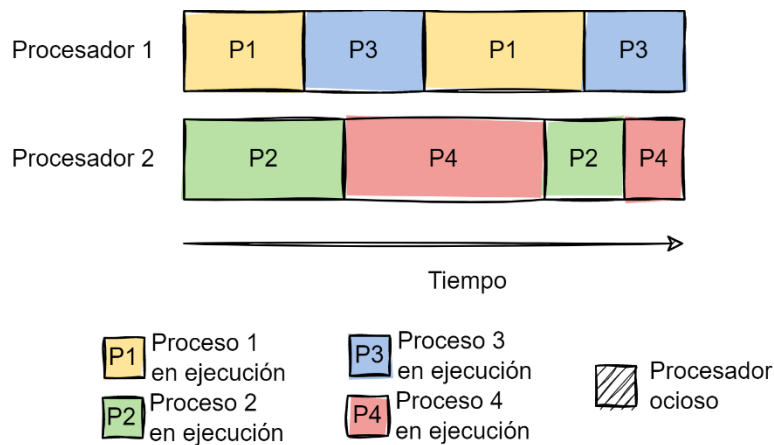 Procesador 1
P1
P3
P1
P3
Procesador 2
P2
P4
P2
P4
Tiempo
P1
Proceso 1
en ejecución
P3
Proceso 3
en ejecución
Procesador
ocioso
P2
Proceso 2
en ejecución
P4
Proceso 4
en ejecución